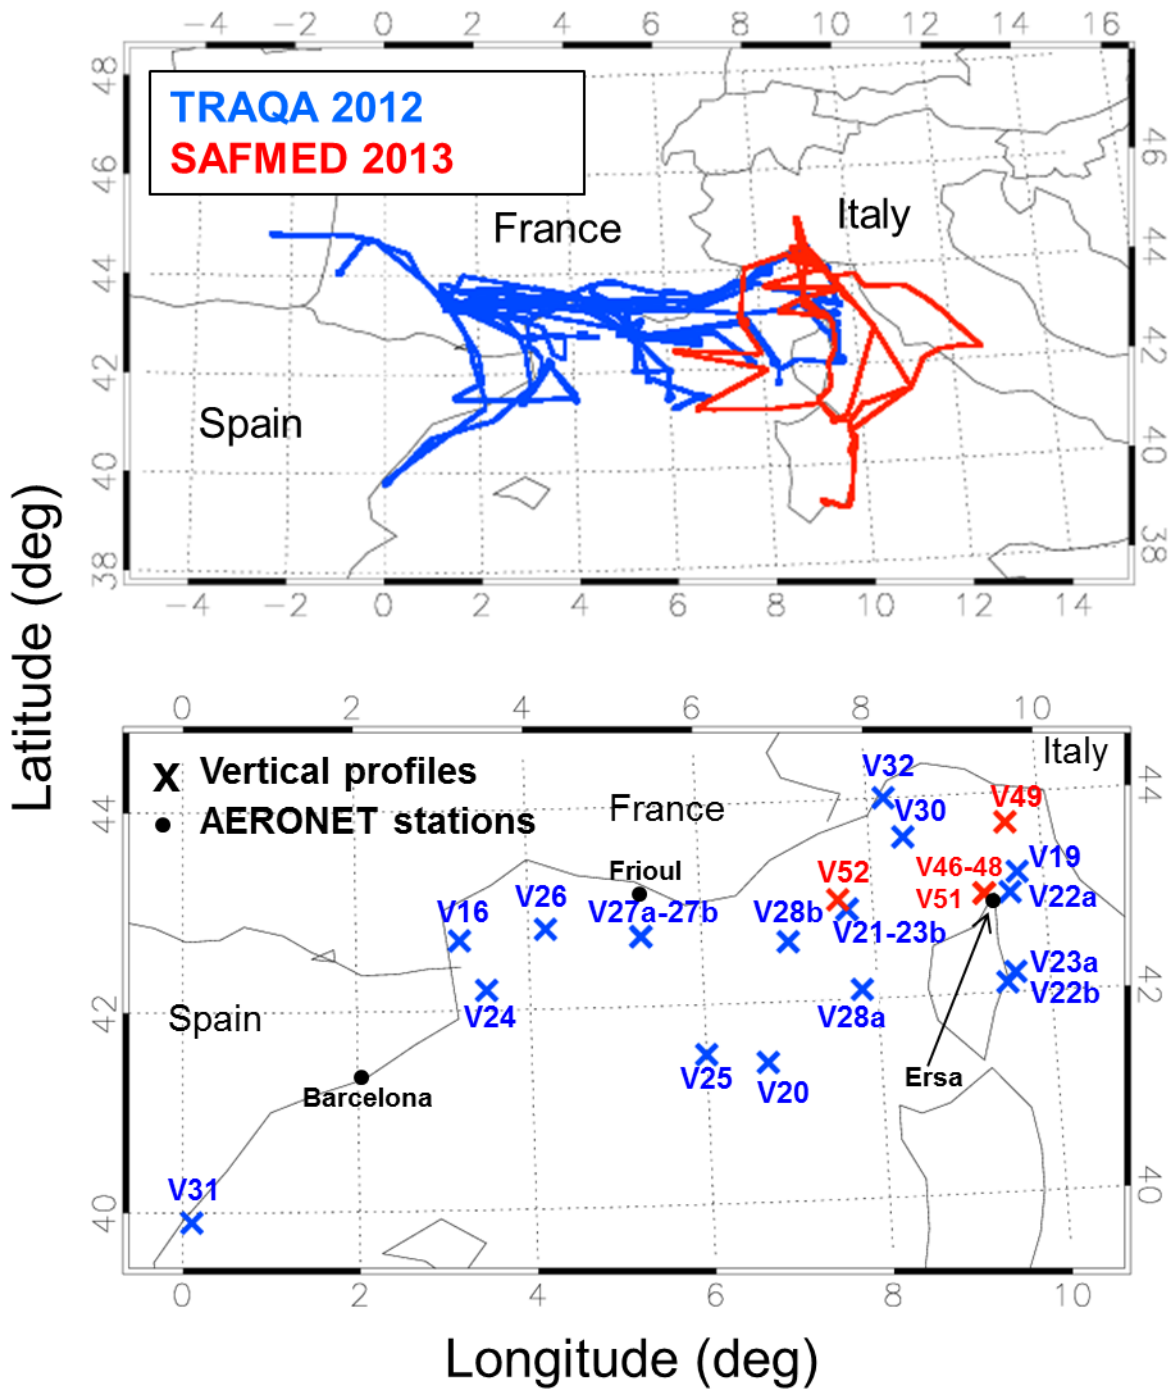 -4 -2 0 2 4 6 8 10 12 14 16
48
TRAQA 2012
SAFMED 2013
46
46
France
Italy
44
44
42
42
Spain
40
40
38
38
-4 -2 0 2 4 6 8 10 12 14
Latitude (deg)
0 2 4 6 8 10
x Vertical profiles
Italy
AERONET stations
France
44
44
V32
V30
V49
Frioul
V52
V46-48
V19
V16
V26
V27a-27b
V28b
V51
V22a
V21-23b
V23a
V22b
42
42
Spain
V24
V28a
V25
V20
Ersa
Barcelona
V31
40
40
0 2 4 6 8 10
Longitude (deg)